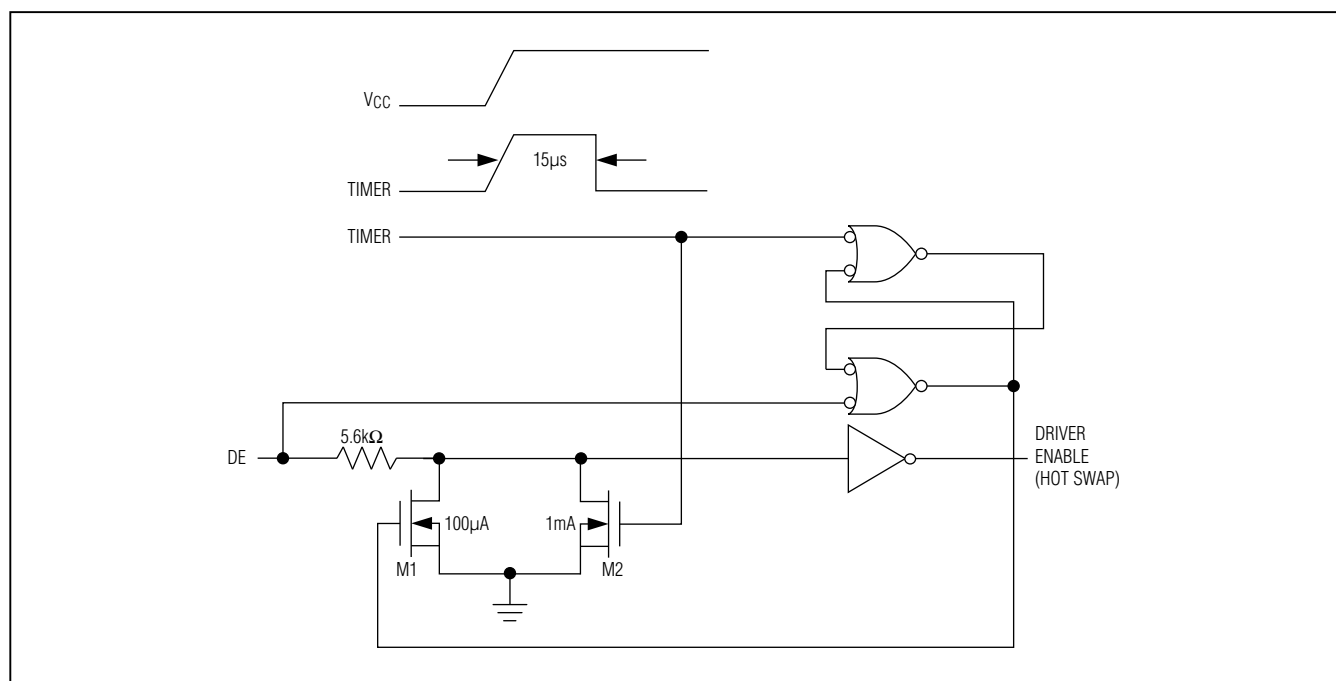 VCC
15µs
TIMER
TIMER
5.6kΩ
DE
DRIVER
ENABLE
(HOT SWAP)
100µA
1mA
M1
M2